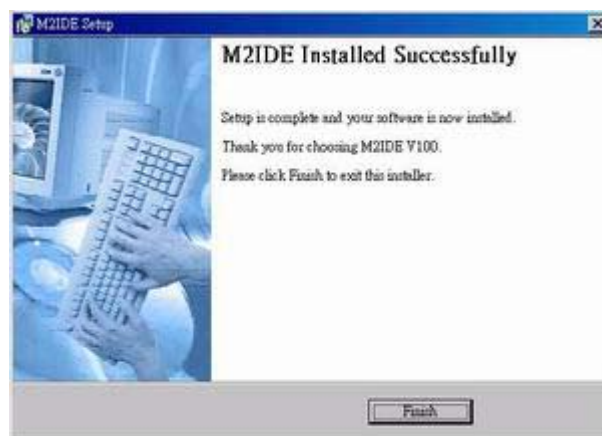 M2IDE Setup
M2IDE Installed Successfully
Setup is complete and your software is now installed.
Thank you for choosing M2IDE V100.
Please click Finish to exit this installer.
Finish